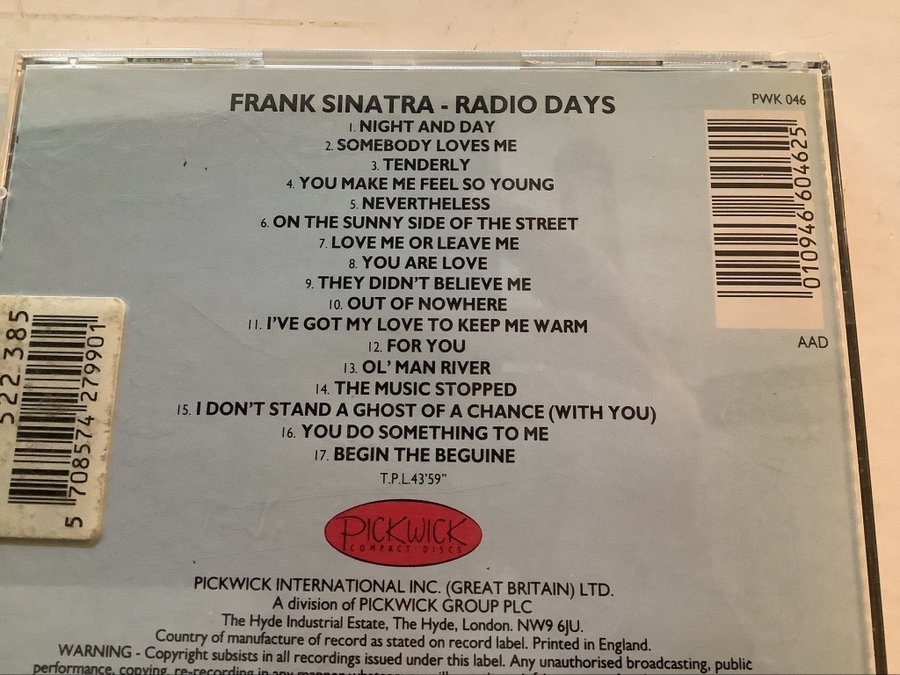 FRANK SINATRA - RADIO DAYS
PWK 046
1. NIGHT AND DAY
2. SOMEBODY LOVES ME
3. TENDERLY
4. YOU MAKE ME FEEL SO YOUNG
5. NEVERTHELESS
6. ON THE SUNNY SIDE OF THE STREET
7. LOVE ME OR LEAVE ME
8. YOU ARE LOVE
9. THEY DIDN'T BELIEVE ME
10. OUT OF NOWHERE
11. I'VE GOT MY LOVE TO KEEP ME WARM
12. FOR YOU
13. OL' MAN RIVER
14. THE MUSIC STOPPED
15. I DON'T STAND A GHOST OF A CHANCE (WITH YOU)
16. YOU DO SOMETHING TO ME
17. BEGIN THE BEGUINE
T.P.L.43'59"
010946 604625
AAD
522 385
5 708574 279901
PICKWICK
COMPACT DISCS
PICKWICK INTERNATIONAL INC. (GREAT BRITAIN) LTD.
A division of PICKWICK GROUP PLC
The Hyde Industrial Estate, The Hyde, London. NW9 6JU.
Country of manufacture of record as stated on record label. Printed in England.
WARNING - Copyright subsists in all recordings issued under this label. Any unauthorised broadcasting, public
performance, copying, re-recording in any manner